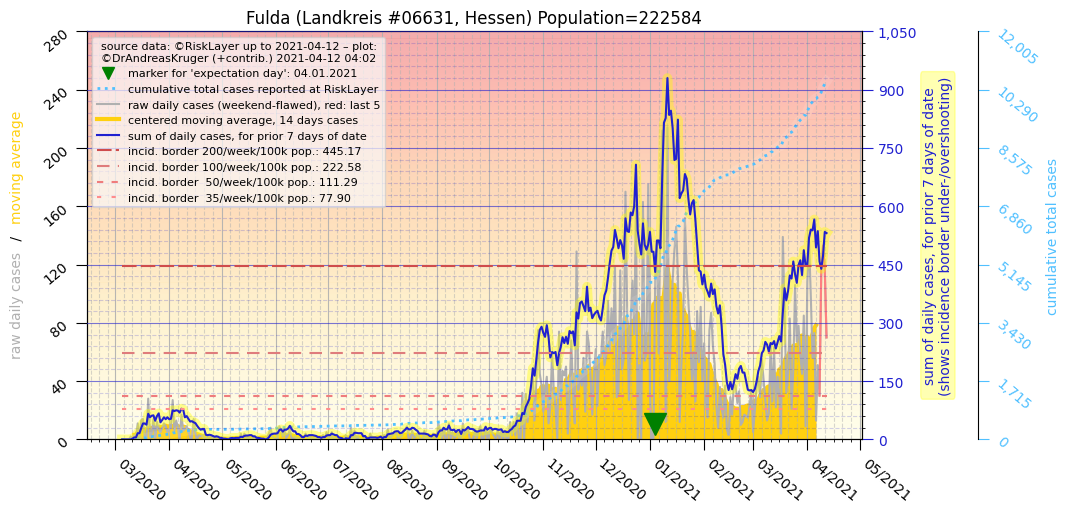 Fulda (Landkreis #06631, Hessen) Population=222584
source data: ©RiskLayer up to 2021-04-12 – plot:
©DrAndreasKruger (+contrib.) 2021-04-12 04:02
marker for 'expectation day': 04.01.2021
cumulative total cases reported at RiskLayer
raw daily cases (weekend-flawed), red: last 5
centered moving average, 14 days cases
sum of daily cases, for prior 7 days of date
incid. border 200/week/100k pop.: 445.17
incid. border 100/week/100k pop.: 222.58
incid. border  50/week/100k pop.: 111.29
incid. border  35/week/100k pop.: 77.90
raw daily cases  /  moving average
280
240
200
160
120
80
40
0
03/2020
04/2020
05/2020
06/2020
07/2020
08/2020
09/2020
10/2020
11/2020
12/2020
01/2021
02/2021
03/2021
04/2021
05/2021
1,050
900
750
600
450
300
150
0
sum of daily cases, for prior 7 days of date
(shows incidence border under-/overshooting)
12,005
10,290
8,575
6,860
5,145
3,430
1,715
0
cumulative total cases